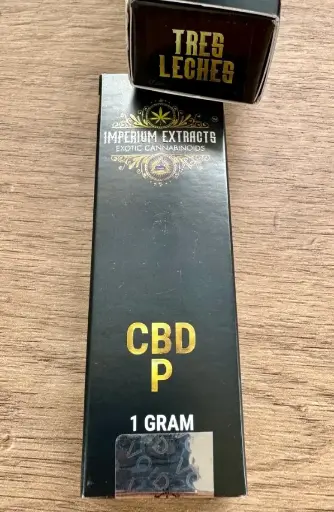 TRES
LECHES
IMPERIUM EXTRACTS
EXOTIC CANNABINOIDS
CBD
P
1 GRAM